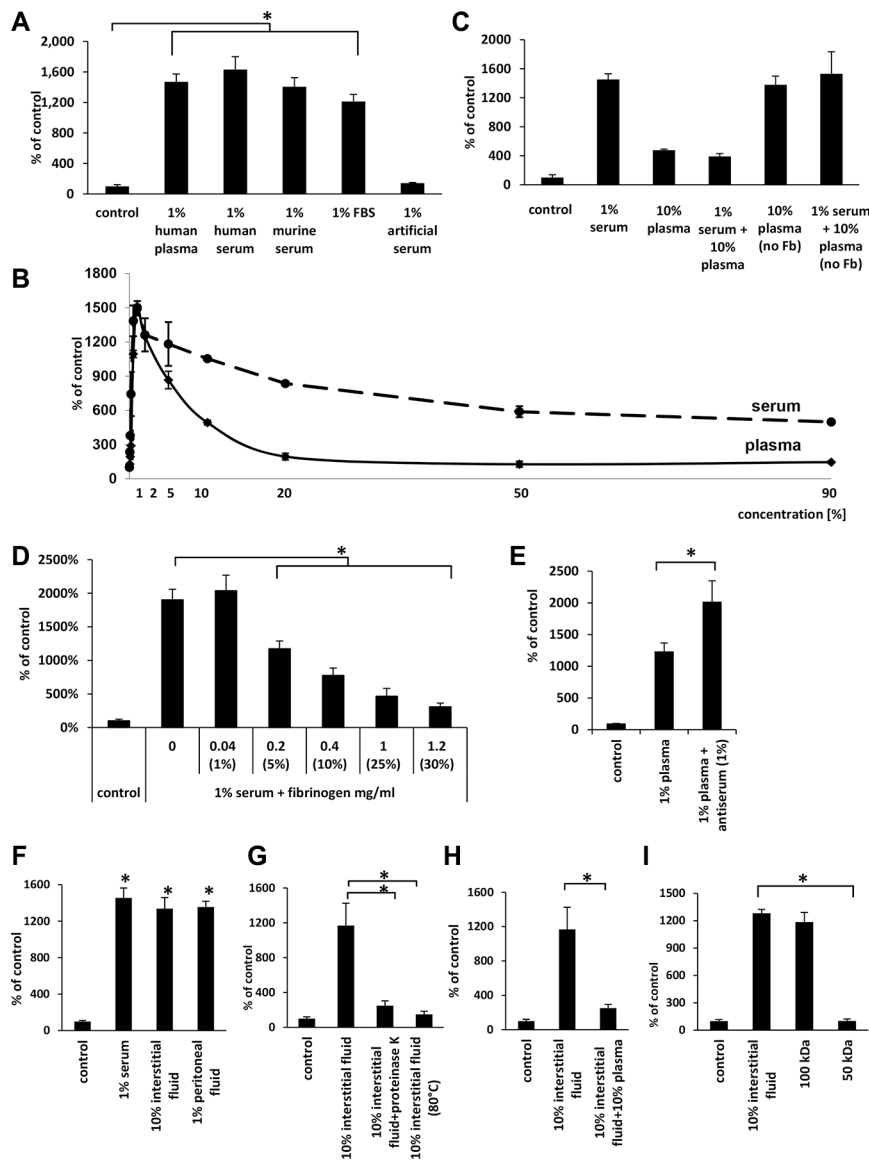 A
*
% of control
2,000
1,600
1,200
800
400
0
control
1%
human
plasma
1%
human
serum
1%
murine
serum
1% FBS
1%
artificial
serum
C
% of control
2000
1600
1200
800
400
0
control
1%
serum
10%
plasma
1%
serum +
10%
plasma
10%
plasma
(no Fb)
1% serum
+ 10%
plasma
(no Fb)
B
% of control
1800
1500
1200
900
600
300
0
serum
plasma
1 2 5 10 20 50 90
concentration [%]
D
*
% of control
2500%
2000%
1500%
1000%
500%
0%
control
0
0.04
(1%)
0.2
(5%)
0.4
(10%)
1
(25%)
1.2
(30%)
1% serum + fibrinogen mg/ml
E
*
% of control
2500
2000
1500
1000
500
0
control
1% plasma
1% plasma +
antiserum (1%)
F
* * *
% of control
1600
1200
800
400
0
control
1% serum
10% interstitial
fluid
1% peritoneal
fluid
G
*
*
% of control
1600
1200
800
400
0
control
10% interstitial fluid
10% interstitial
fluid+proteinase K
10% interstitial fluid
(80°C)
H
*
% of control
1600
1200
800
400
0
control
10% interstitial
fluid
10% interstitial
fluid+10% plasma
I
*
% of control
1500
1200
900
600
300
0
control
10% interstitial
fluid
100 kDa
50 kDa